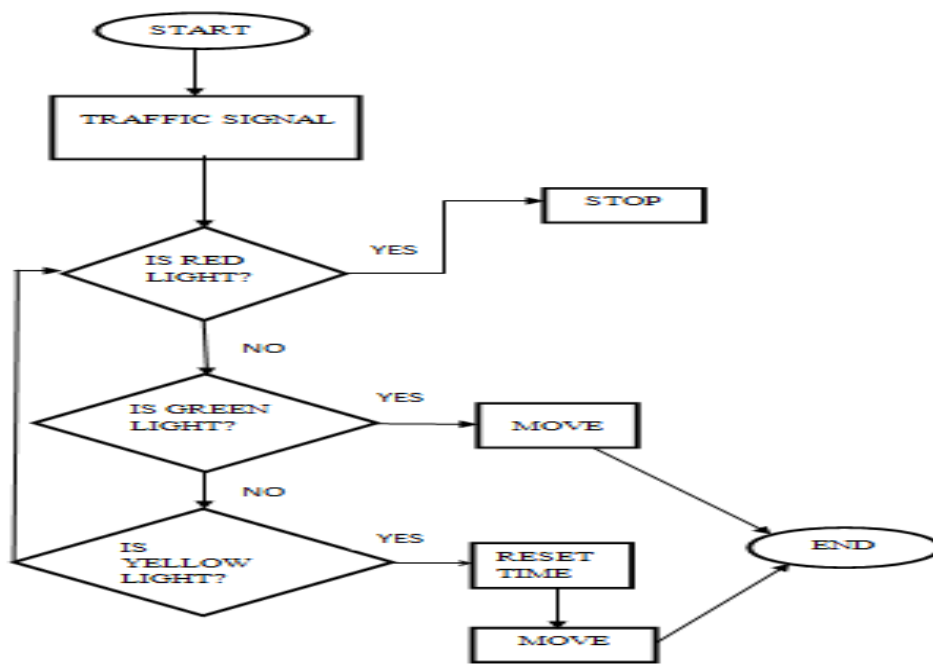 START
TRAFFIC SIGNAL
STOP
YES
IS RED
LIGHT?
NO
YES
IS GREEN
LIGHT?
MOVE
NO
YES
IS
YELLOW
LIGHT?
RESET
TIME
END
MOVE